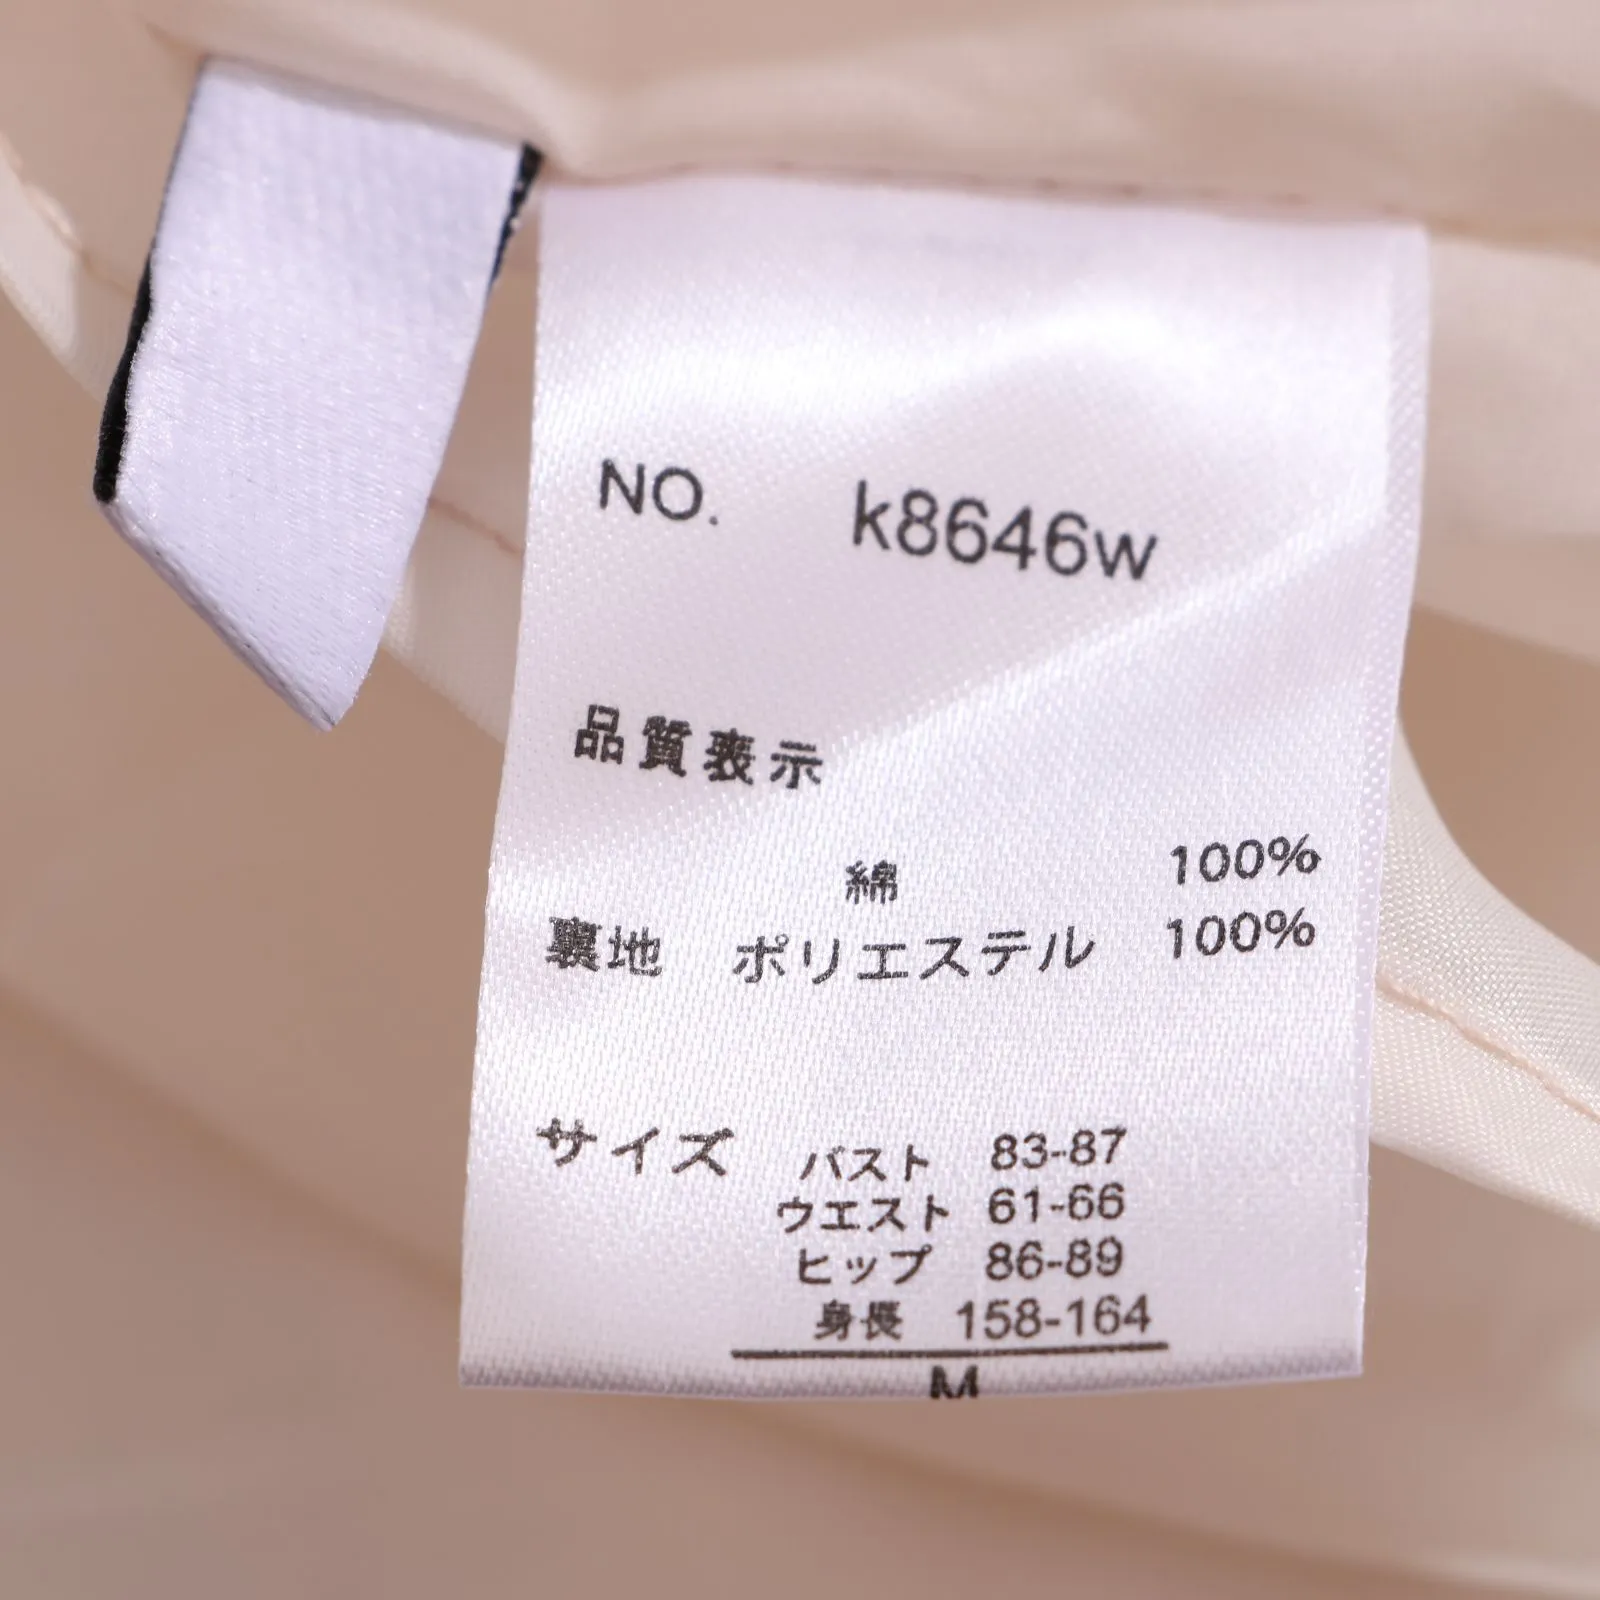 NO. k8646w
品質表示
綿 100%
裏地 ポリエステル 100%
サイズ バスト 83-87
ウエスト 61-66
ヒップ 86-89
身長 158-164
M